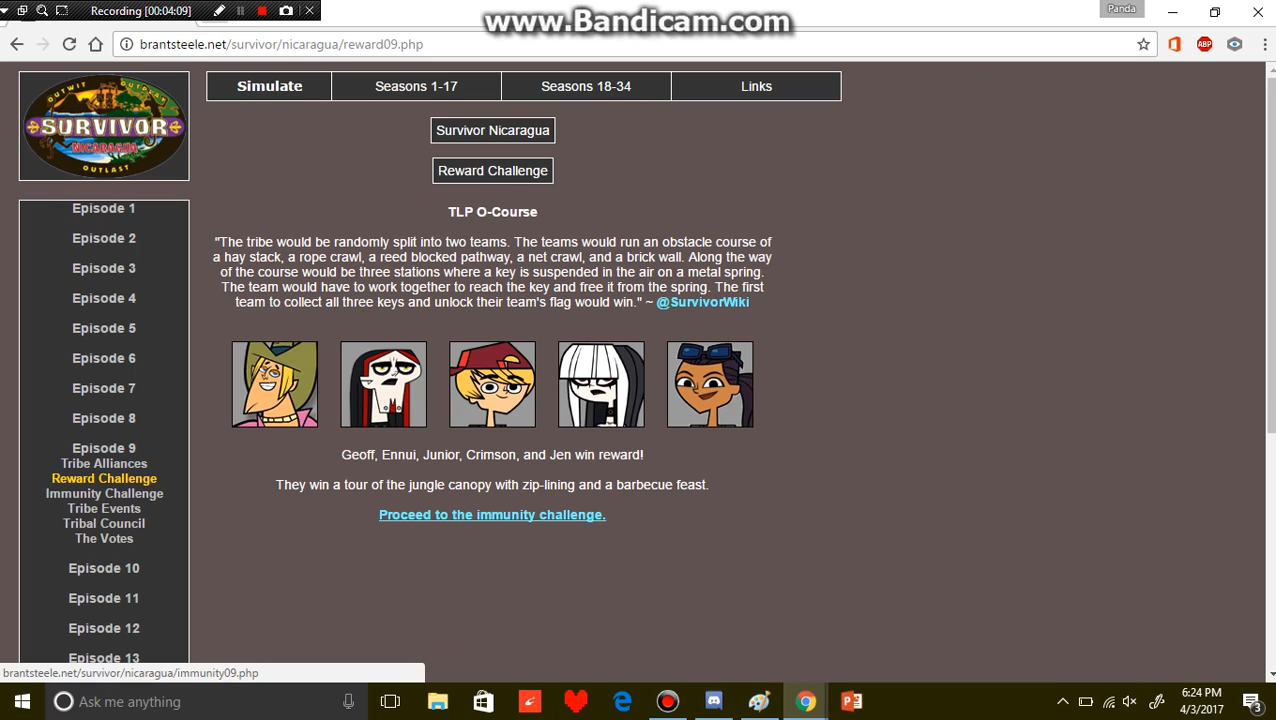 Recording [00:04:09]
www.Bandicam.com
Panda
brantsteele.net/survivor/nicaragua/reward09.php
ABP
OUTWIT OUTPLAY
SURVIVOR
NICARAGUA
OUTLAST
Simulate
Seasons 1-17
Seasons 18-34
Links
Survivor Nicaragua
Reward Challenge
TLP O-Course
"The tribe would be randomly split into two teams. The teams would run an obstacle course of
a hay stack, a rope crawl, a reed blocked pathway, a net crawl, and a brick wall. Along the way
of the course would be three stations where a key is suspended in the air on a metal spring.
The team would have to work together to reach the key and free it from the spring. The first
team to collect all three keys and unlock their team's flag would win." ~ @SurvivorWiki
Geoff, Ennui, Junior, Crimson, and Jen win reward!
They win a tour of the jungle canopy with zip-lining and a barbecue feast.
Proceed to the immunity challenge.
Episode 1
Episode 2
Episode 3
Episode 4
Episode 5
Episode 6
Episode 7
Episode 8
Episode 9
Tribe Alliances
Reward Challenge
Immunity Challenge
Tribe Events
Tribal Council
The Votes
Episode 10
Episode 11
Episode 12
Episode 13
brantsteele.net/survivor/nicaragua/immunity09.php
Ask me anything
6:24 PM
4/3/2017
3